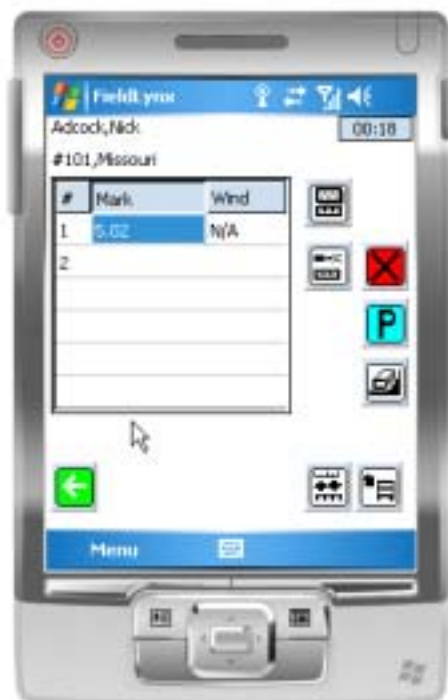 FieldLynx
Adcock,Nick
00:18
#101,Missouri
# Mark Wind
1 5.02 N/A
2
P
Menu